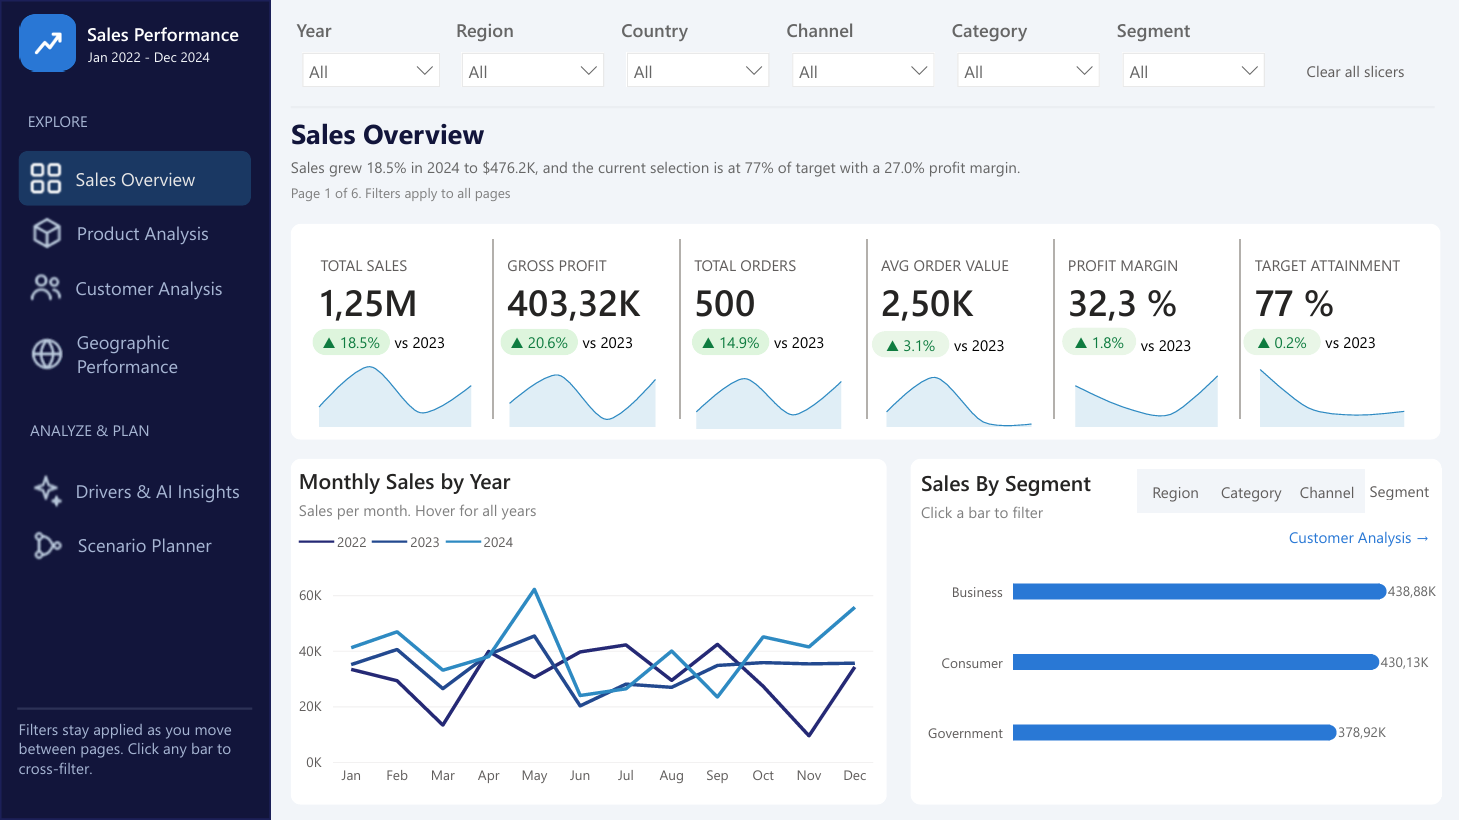 Sales Performance
Jan 2022 - Dec 2024
EXPLORE
Sales Overview
Product Analysis
Customer Analysis
Geographic
Performance
ANALYZE & PLAN
Drivers & AI Insights
Scenario Planner
Filters stay applied as you move
between pages. Click any bar to
cross-filter.
Year Region Country Channel Category Segment
All All All All All All Clear all slicers
Sales Overview
Sales grew 18.5% in 2024 to $476.2K, and the current selection is at 77% of target with a 27.0% profit margin.
Page 1 of 6. Filters apply to all pages
TOTAL SALES
1,25M
▲ 18.5% vs 2023
GROSS PROFIT
403,32K
▲ 20.6% vs 2023
TOTAL ORDERS
500
▲ 14.9% vs 2023
AVG ORDER VALUE
2,50K
▲ 3.1% vs 2023
PROFIT MARGIN
32,3 %
▲ 1.8% vs 2023
TARGET ATTAINMENT
77 %
▲ 0.2% vs 2023
Monthly Sales by Year
Sales per month. Hover for all years
2022 2023 2024
60K
40K
20K
0K
Jan Feb Mar Apr May Jun Jul Aug Sep Oct Nov Dec
Sales By Segment
Click a bar to filter
Region Category Channel Segment
Customer Analysis →
Business 438,88K
Consumer 430,13K
Government 378,92K